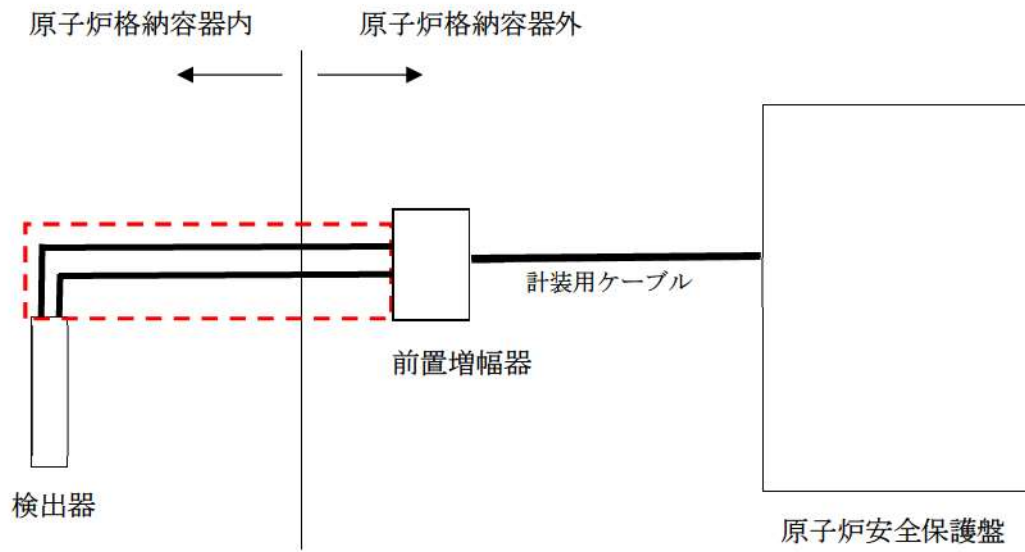 原子炉格納容器内
原子炉格納容器外
計装用ケーブル
前置増幅器
検出器
原子炉安全保護盤